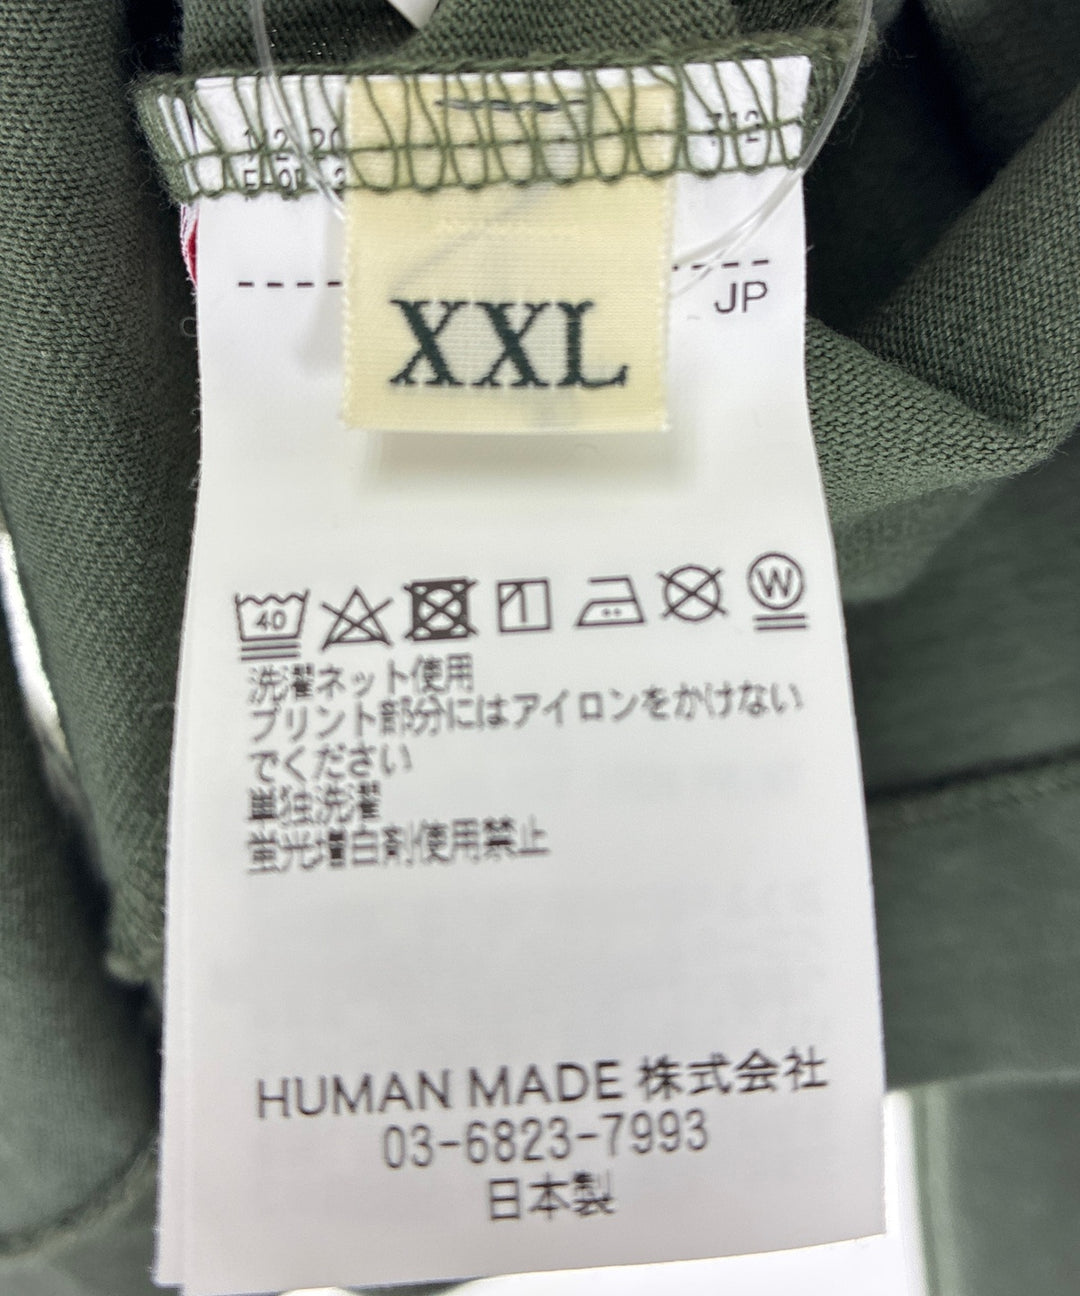 XXL
JP
40
W
洗濯ネット使用
プリント部分にはアイロンをかけない
でください
単独洗濯
蛍光増白剤使用禁止
HUMAN MADE 株式会社
03-6823-7993
日本製